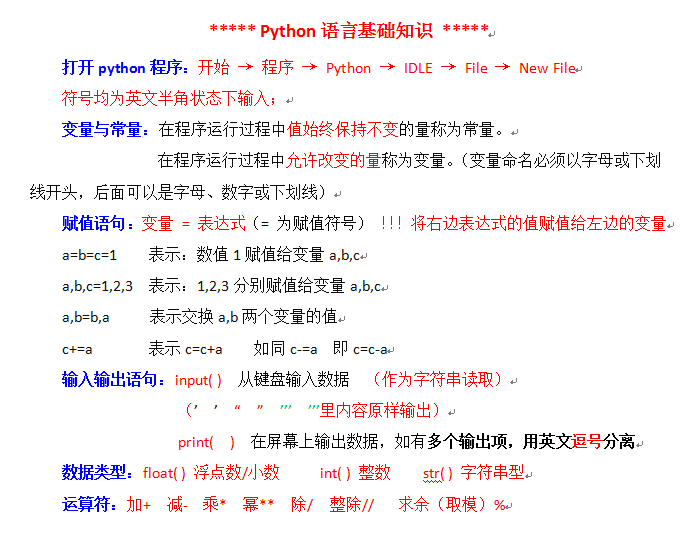 ***** Python 语言基础知识 *****
打开 python 程序：开始 → 程序 → Python → IDLE → File → New File
符号均为英文半角状态下输入；
变量与常量：在程序运行过程中值始终保持不变的量称为常量。
在程序运行过程中允许改变的量称为变量。（变量命名必须以字母或下划
线开头，后面可以是字母、数字或下划线）
赋值语句：变量 = 表达式（= 为赋值符号） !!! 将右边表达式的值赋值给左边的变量
a=b=c=1 表示：数值 1 赋值给变量 a,b,c
a,b,c=1,2,3 表示：1,2,3 分别赋值给变量 a,b,c
a,b=b,a 表示交换 a,b 两个变量的值
c+=a 表示 c=c+a 如同 c-=a 即 c=c-a
输入输出语句：input( ) 从键盘输入数据 （作为字符串读取）
（’ ’ “ ” ’’’ ’’’里内容原样输出）
print( ) 在屏幕上输出数据，如有多个输出项，用英文逗号分离
数据类型：float( ) 浮点数/小数 int( ) 整数 str( ) 字符串型
运算符：加+ 减- 乘* 幂** 除/ 整除// 求余（取模）%